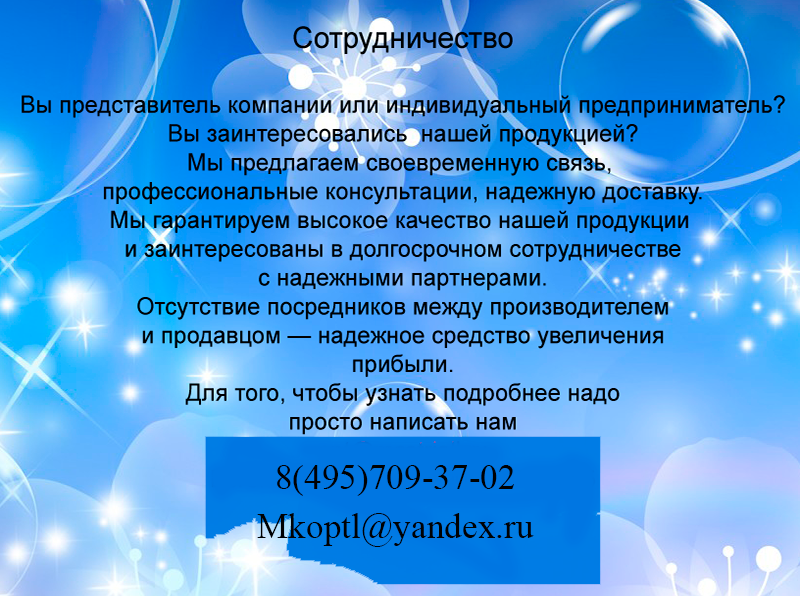 Сотрудничество
Вы представитель компании или индивидуальный предприниматель?
Вы заинтересовались нашей продукцией?
Мы предлагаем своевременную связь,
профессиональные консультации, надежную доставку.
Мы гарантируем высокое качество нашей продукции
и заинтересованы в долгосрочном сотрудничестве
с надежными партнерами.
Отсутствие посредников между производителем
и продавцом — надежное средство увеличения
прибыли.
Для того, чтобы узнать подробнее надо
просто написать нам
8(495)709-37-02
Mkoptl@yandex.ru